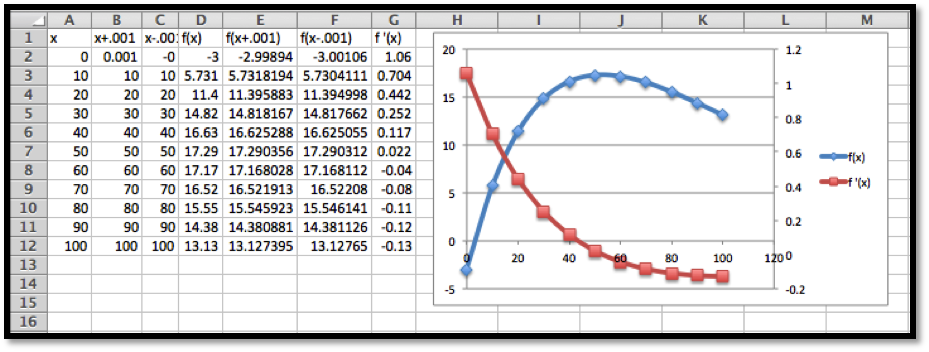 A B C D E F G H I J K L M
1 x x+.001 x-.001 f(x) f(x+.001) f(x-.001) f '(x)
2 0 0.001 -0 -3 -2.99894 -3.00106 1.06
3 10 10 10 5.731 5.7318194 5.7304111 0.704
4 20 20 20 11.4 11.395883 11.394998 0.442
5 30 30 30 14.82 14.818167 14.817662 0.252
6 40 40 40 16.63 16.625288 16.625055 0.117
7 50 50 50 17.29 17.290356 17.290312 0.022
8 60 60 60 17.17 17.168028 17.168112 -0.04
9 70 70 70 16.52 16.521913 16.52208 -0.08
10 80 80 80 15.55 15.545923 15.546141 -0.11
11 90 90 90 14.38 14.380881 14.381126 -0.12
12 100 100 100 13.13 13.127395 13.12765 -0.13
13
14
15
16
20 1.2
15 1
0.8
10 0.6
f(x)
5 0.4
f '(x)
0.2
0 0
0 20 40 60 80 100 120
-5 -0.2